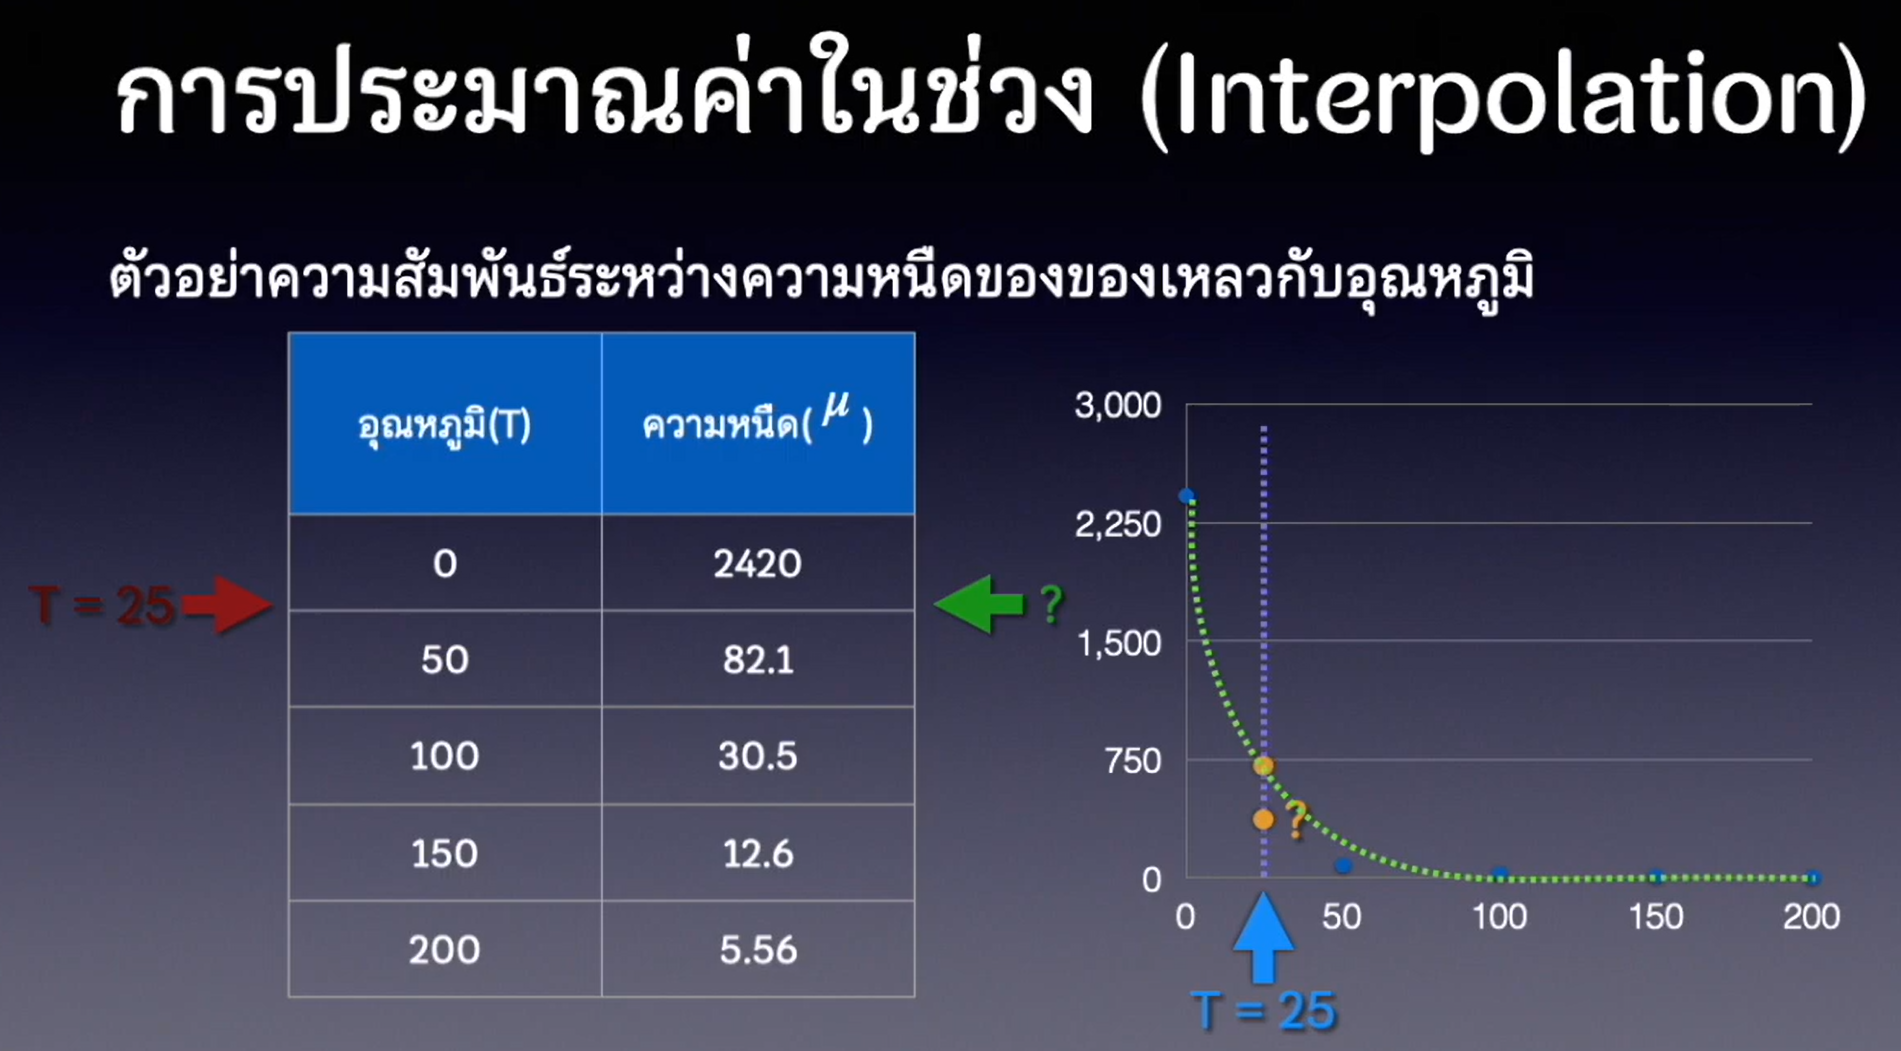 การประมาณค่าในช่วง (Interpolation)
ตัวอย่าความสัมพันธ์ระหว่างความหนืดของของเหลวกับอุณหภูมิ
อุณหภูมิ(T) ความหนืด( μ )
0 2420
50 82.1
100 30.5
150 12.6
200 5.56
T = 25
?
3,000
2,250
1,500
750
0
?
0 50 100 150 200
T = 25